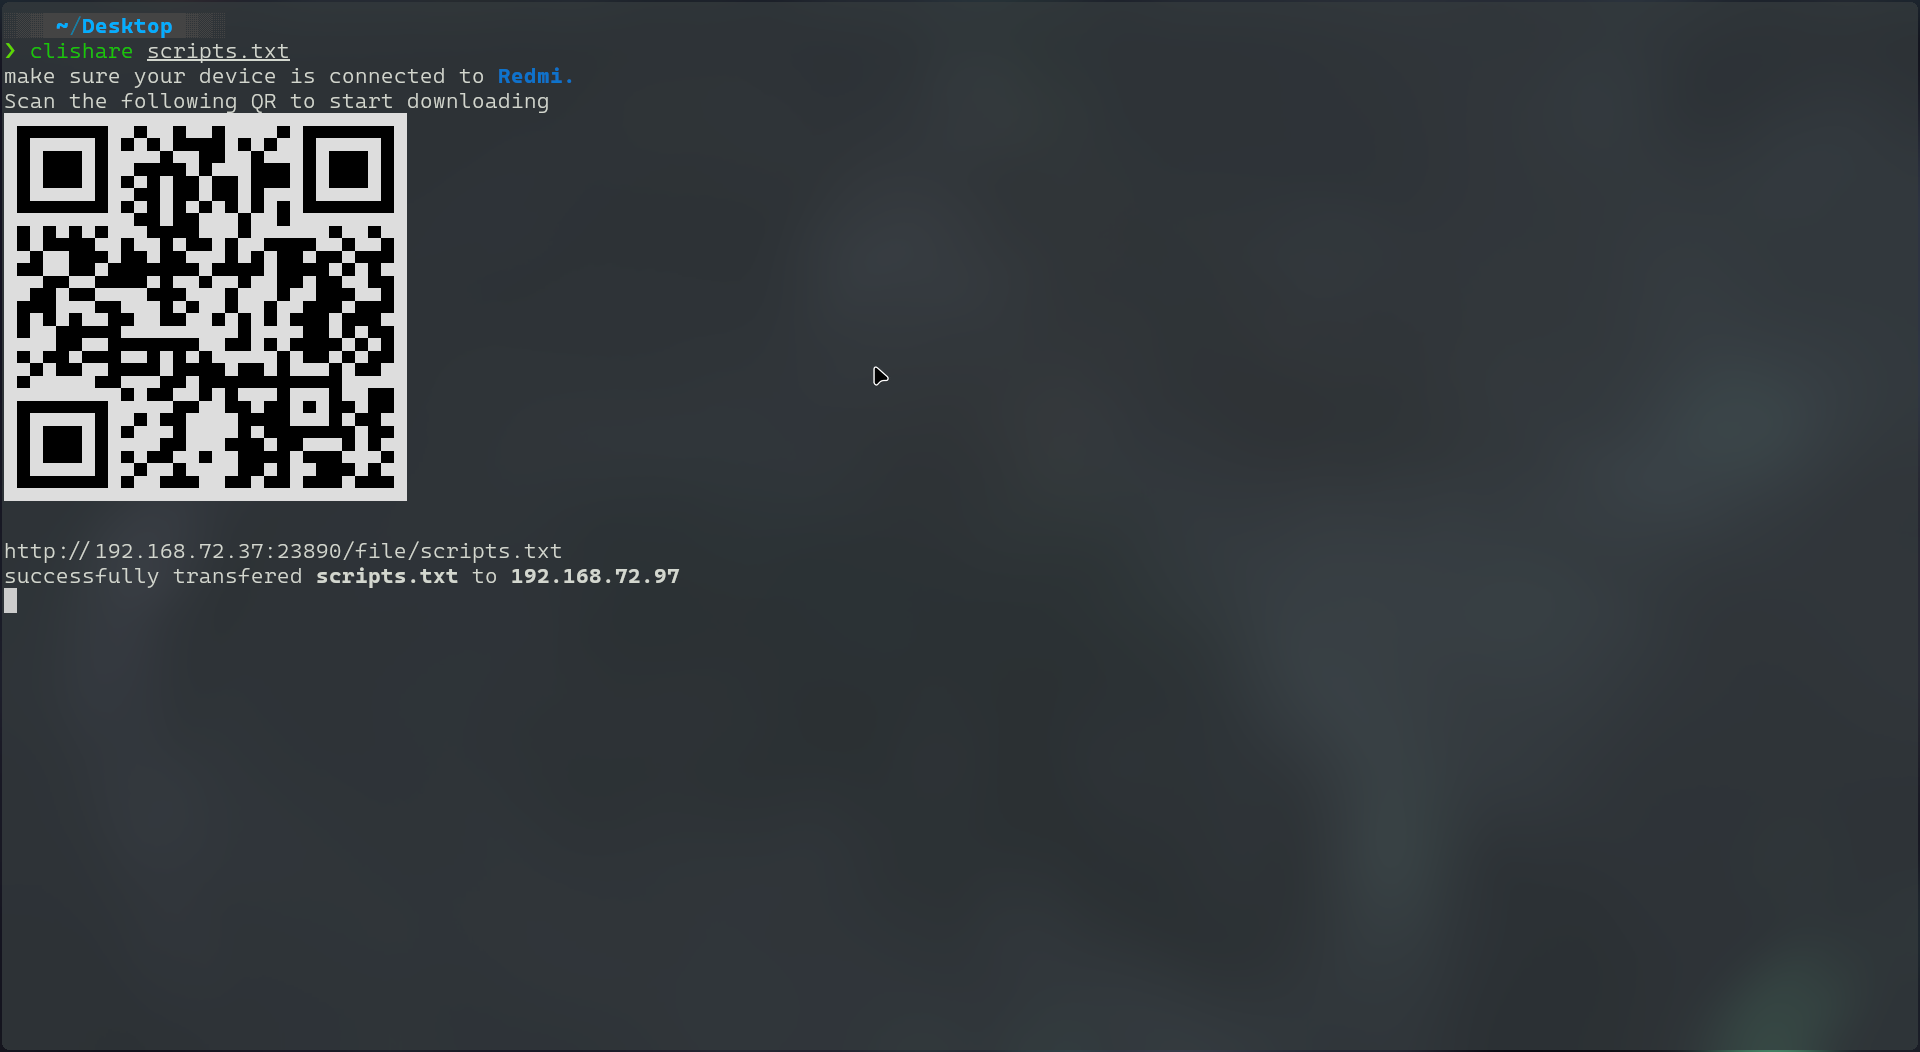 ~/Desktop
❯ clishare scripts.txt
make sure your device is connected to Redmi.
Scan the following QR to start downloading
http://192.168.72.37:23890/file/scripts.txt
successfully transfered scripts.txt to 192.168.72.97